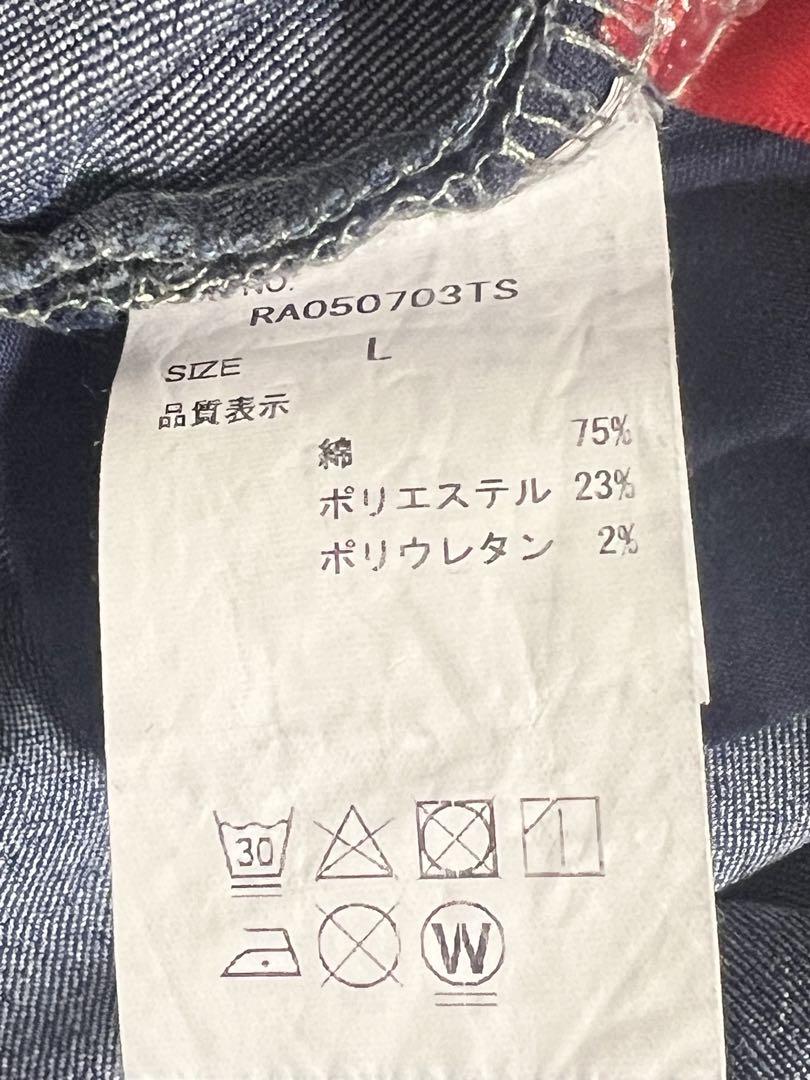 NO.
RA050703TS
SIZE L
品質表示
綿 75%
ポリエステル 23%
ポリウレタン 2%
30
W